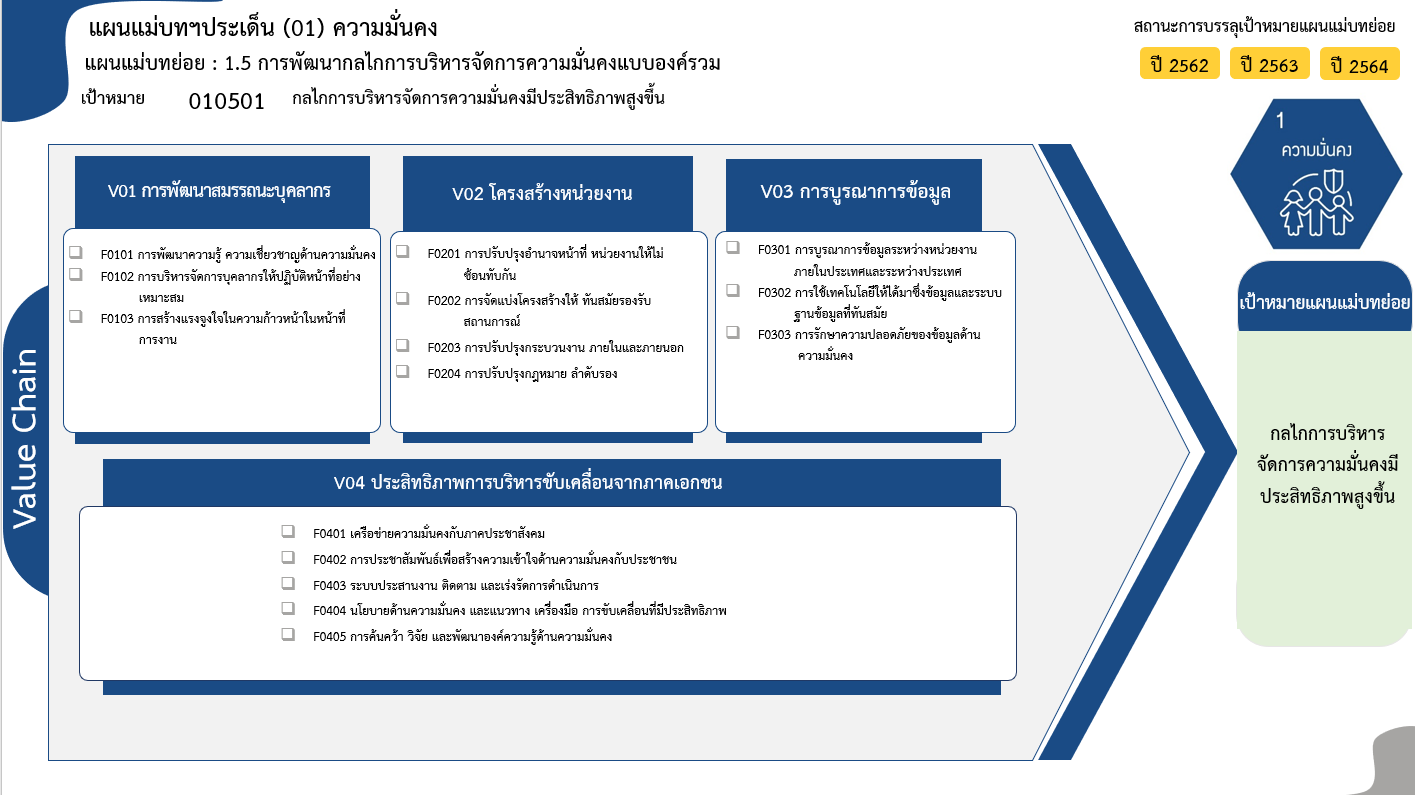 แผนแม่บทฯประเด็น (01) ความมั่นคง
แผนแม่บทย่อย : 1.5 การพัฒนากลไกการบริหารจัดการความมั่นคงแบบองค์รวม
เป้าหมาย 010501 กลไกการบริหารจัดการความมั่นคงมีประสิทธิภาพสูงขึ้น
สถานะการบรรลุเป้าหมายแผนแม่บทย่อย
ปี 2562 ปี 2563 ปี 2564
1
ความมั่นคง
Value Chain
V01 การพัฒนาสมรรถนะบุคลากร
F0101 การพัฒนาความรู้ ความเชี่ยวชาญด้านความมั่นคง
F0102 การบริหารจัดการบุคลากรให้ปฏิบัติหน้าที่อย่าง
เหมาะสม
F0103 การสร้างแรงจูงใจในความก้าวหน้าในหน้าที่
การงาน
V02 โครงสร้างหน่วยงาน
F0201 การปรับปรุงอำนาจหน้าที่ หน่วยงานให้ไม่
ซ้อนทับกัน
F0202 การจัดแบ่งโครงสร้างให้ ทันสมัยรองรับ
สถานการณ์
F0203 การปรับปรุงกระบวนงาน ภายในและภายนอก
F0204 การปรับปรุงกฎหมาย ลำดับรอง
V03 การบูรณาการข้อมูล
F0301 การบูรณาการข้อมูลระหว่างหน่วยงาน
ภายในประเทศและระหว่างประเทศ
F0302 การใช้เทคโนโลยีให้ได้มาซึ่งข้อมูลและระบบ
ฐานข้อมูลที่ทันสมัย
F0303 การรักษาความปลอดภัยของข้อมูลด้าน
ความมั่นคง
V04 ประสิทธิภาพการบริหารขับเคลื่อนจากภาคเอกชน
F0401 เครือข่ายความมั่นคงกับภาคประชาสังคม
F0402 การประชาสัมพันธ์เพื่อสร้างความเข้าใจด้านความมั่นคงกับประชาชน
F0403 ระบบประสานงาน ติดตาม และเร่งรัดการดำเนินการ
F0404 นโยบายด้านความมั่นคง และแนวทาง เครื่องมือ การขับเคลื่อนที่มีประสิทธิภาพ
F0405 การค้นคว้า วิจัย และพัฒนาองค์ความรู้ด้านความมั่นคง
เป้าหมายแผนแม่บทย่อย
กลไกการบริหาร
จัดการความมั่นคงมี
ประสิทธิภาพสูงขึ้น